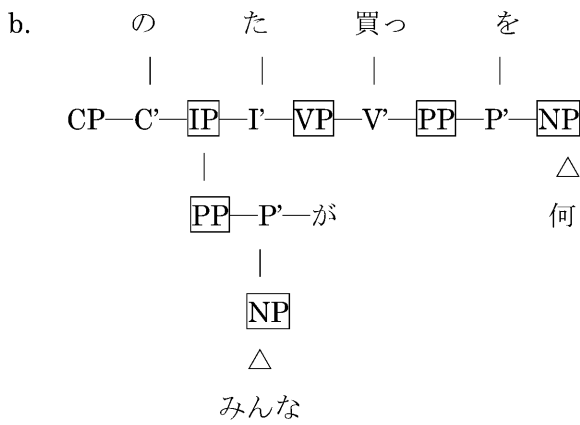 b. の た 買っ を
CP C’ IP I’ VP V’ PP P’ NP
PP P’ が 何
NP
みんな